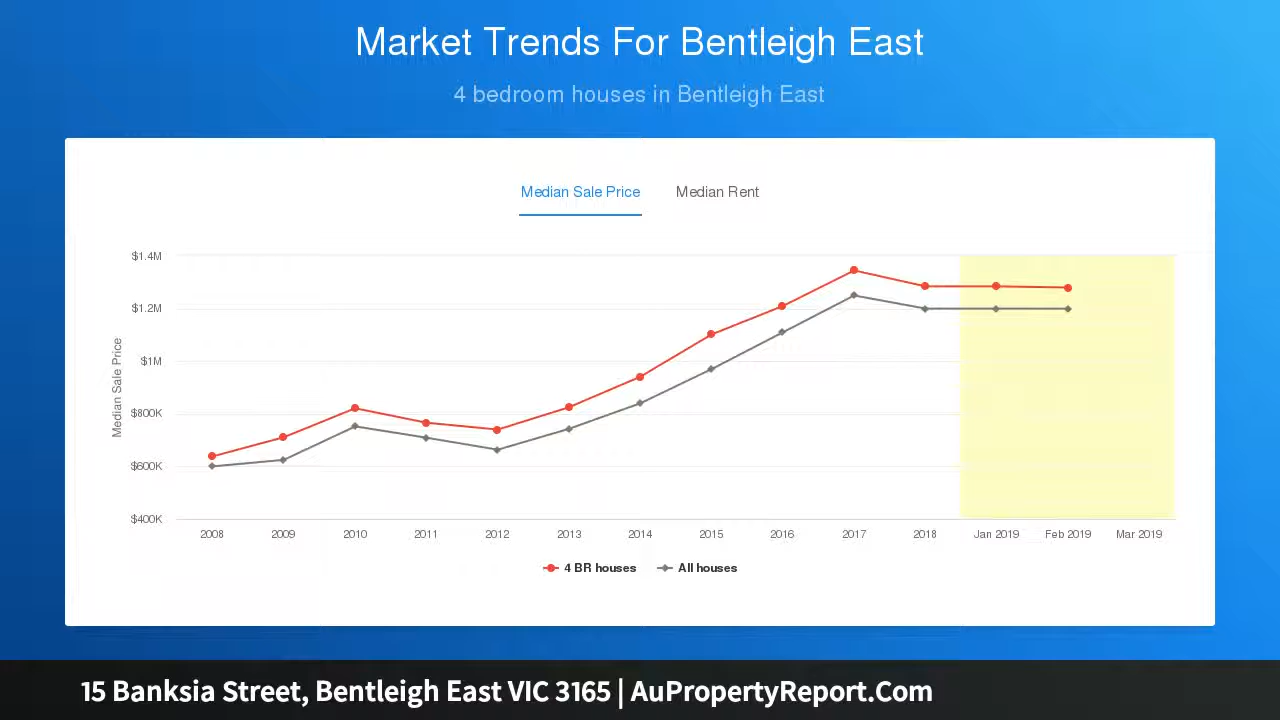 Market Trends For Bentleigh East
4 bedroom houses in Bentleigh East
Median Sale Price Median Rent
$1.4M
$1.2M
$1M
$800K
$600K
$400K
Median Sale Price
2008 2009 2010 2011 2012 2013 2014 2015 2016 2017 2018 Jan 2019 Feb 2019 Mar 2019
4 BR houses All houses
15 Banksia Street, Bentleigh East VIC 3165 | AuPropertyReport.Com